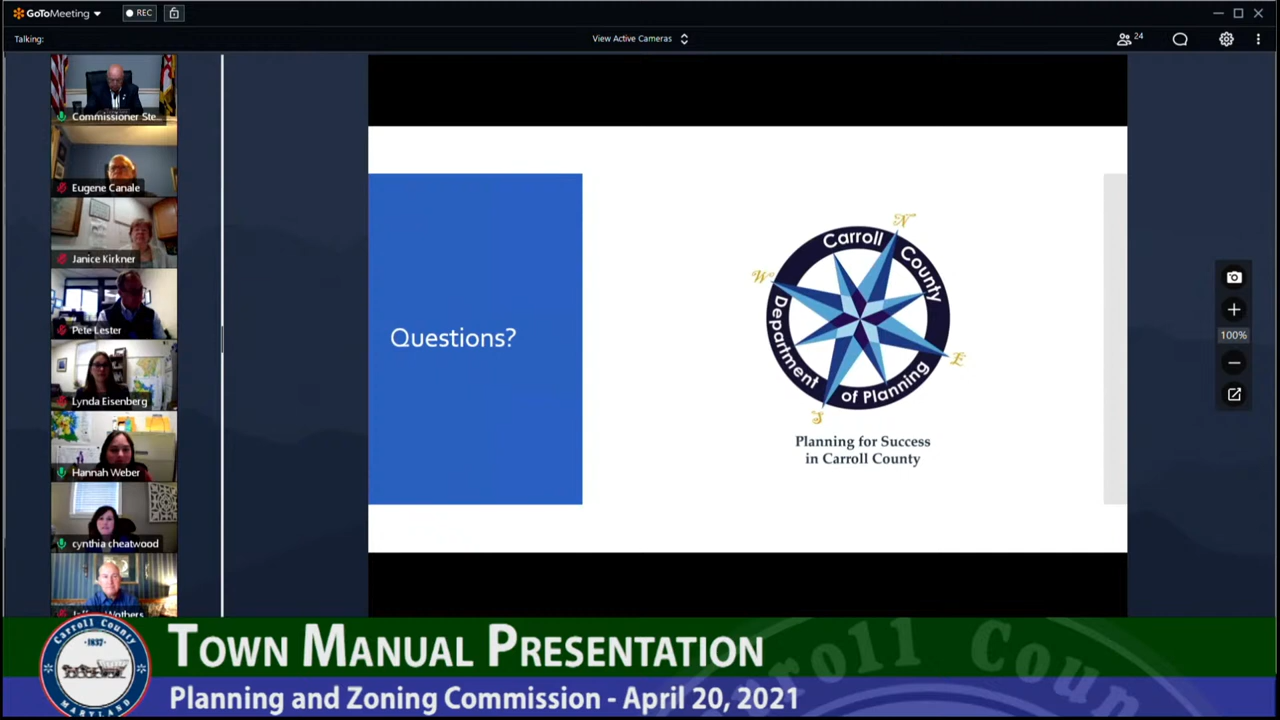 GoToMeeting
REC
Talking:
View Active Cameras
24
Commissioner Ste...
Eugene Canale
Janice Kirkner
Pete Lester
Lynda Eisenberg
Hannah Weber
cynthia cheatwood
Questions?
N
W
E
S
Carroll County
Department of Planning
Planning for Success
in Carroll County
100%
CARROLL COUNTY
1837
MARYLAND
TOWN MANUAL PRESENTATION
Planning and Zoning Commission - April 20, 2021